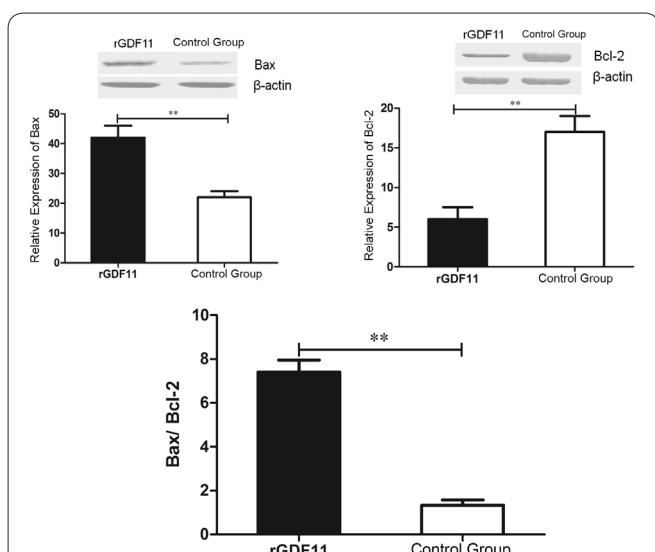 rGDF11 Control Group
Bax
β-actin
**
Relative Expression of Bax
50
40
30
20
10
0
rGDF11 Control Group
rGDF11 Control Group
Bcl-2
β-actin
**
Relative Expression of Bcl-2
20
15
10
5
0
rGDF11 Control Group
**
Bax/ Bcl-2
10
8
6
4
2
0
rGDF11 Control Group